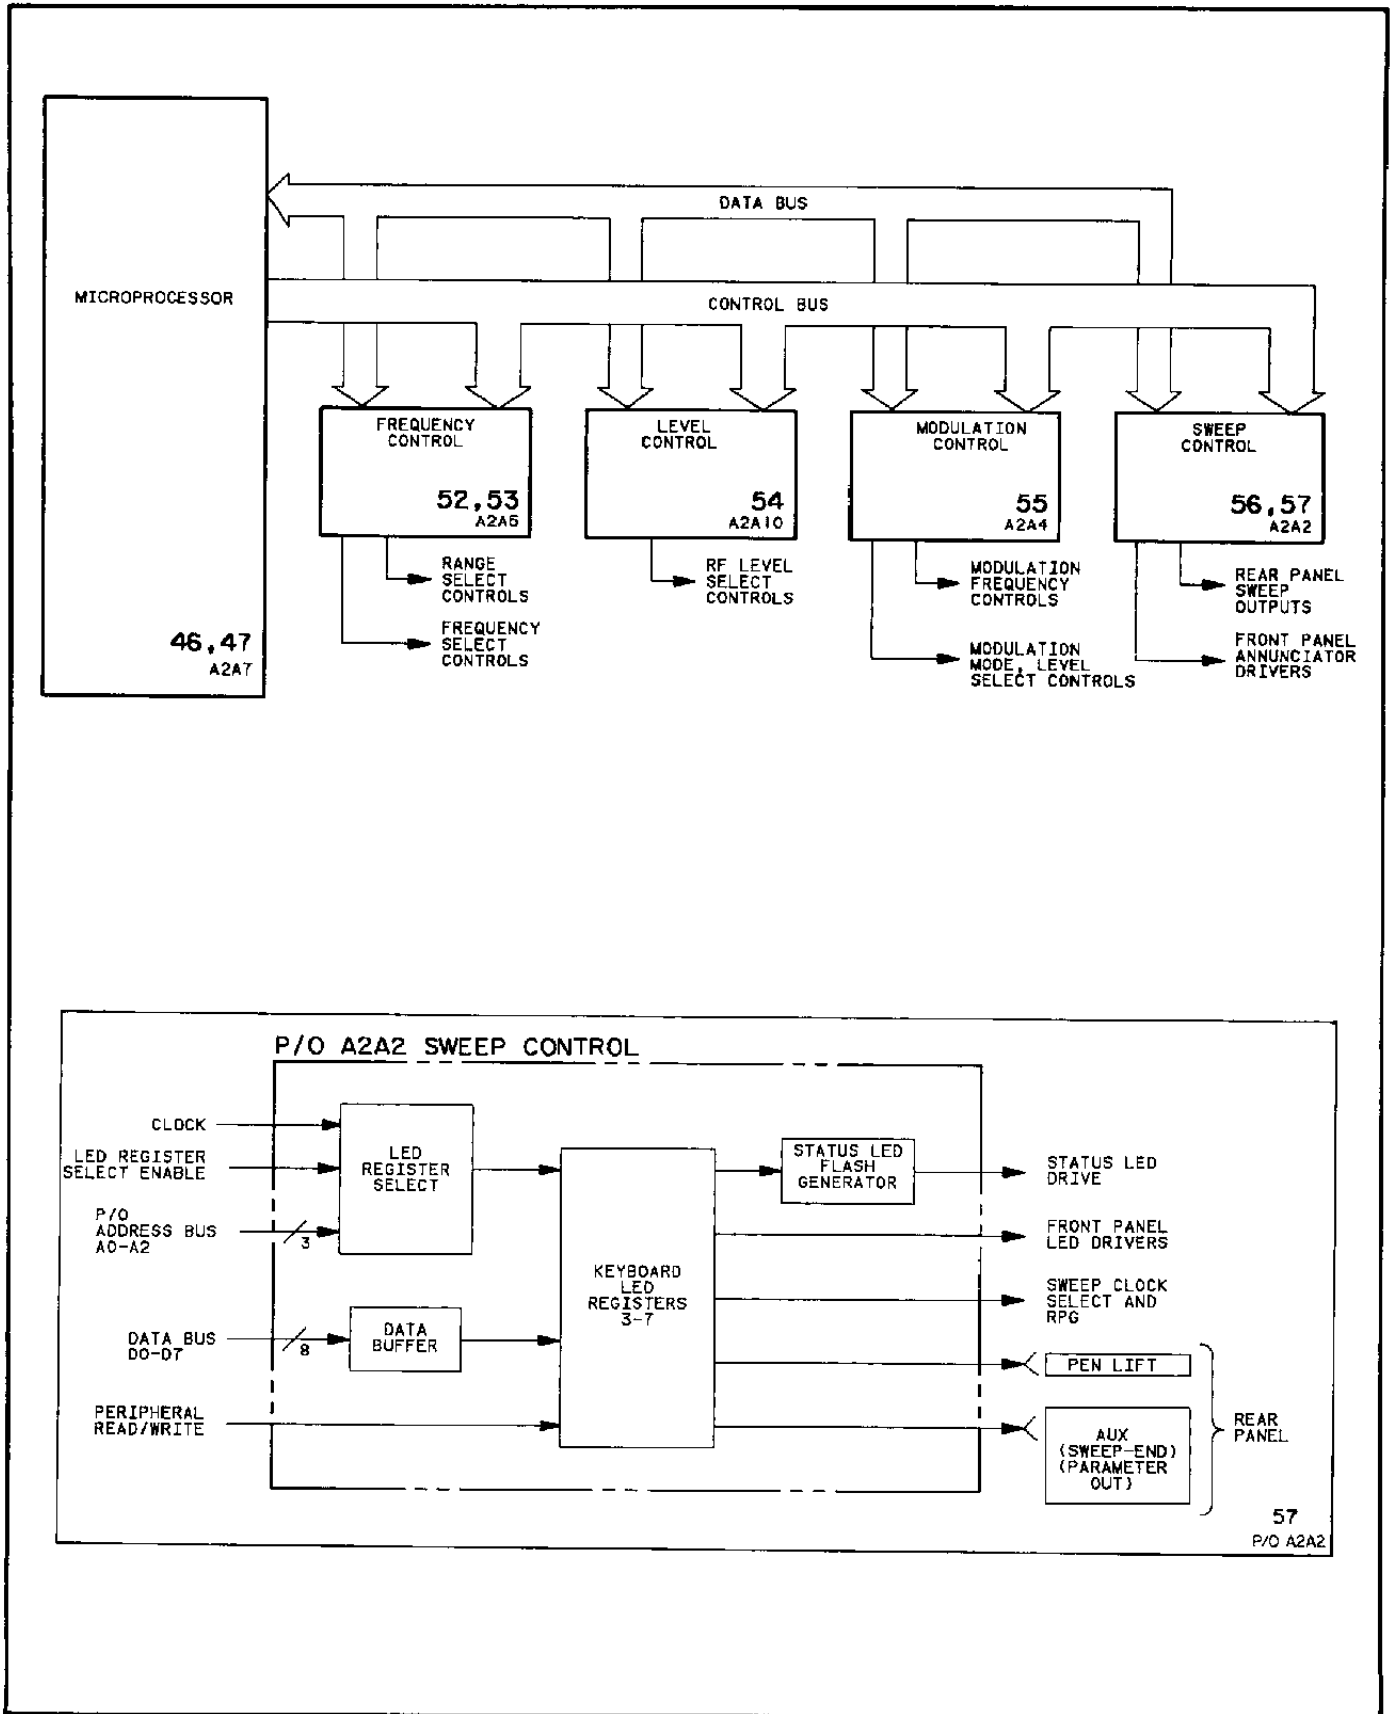 DATA BUS
MICROPROCESSOR
CONTROL BUS
FREQUENCY
CONTROL
52,53
A2A5
LEVEL
CONTROL
54
A2A10
MODULATION
CONTROL
55
A2A4
SWEEP
CONTROL
56,57
A2A2
RANGE
SELECT
CONTROLS
FREQUENCY
SELECT
CONTROLS
RF LEVEL
SELECT
CONTROLS
MODULATION
FREQUENCY
CONTROLS
MODULATION
MODE, LEVEL
SELECT CONTROLS
REAR PANEL
SWEEP
OUTPUTS
FRONT PANEL
ANNUNCIATOR
DRIVERS
46,47
A2A7
P/O A2A2 SWEEP CONTROL
CLOCK
LED REGISTER
SELECT ENABLE
P/O
ADDRESS BUS
A0-A2
3
LED
REGISTER
SELECT
DATA BUS
D0-D7
8
DATA
BUFFER
PERIPHERAL
READ/WRITE
KEYBOARD
LED
REGISTERS
3-7
STATUS LED
FLASH
GENERATOR
STATUS LED
DRIVE
FRONT PANEL
LED DRIVERS
SWEEP CLOCK
SELECT AND
RPG
PEN LIFT
AUX
(SWEEP-END)
(PARAMETER
OUT)
REAR
PANEL
57
P/O A2A2